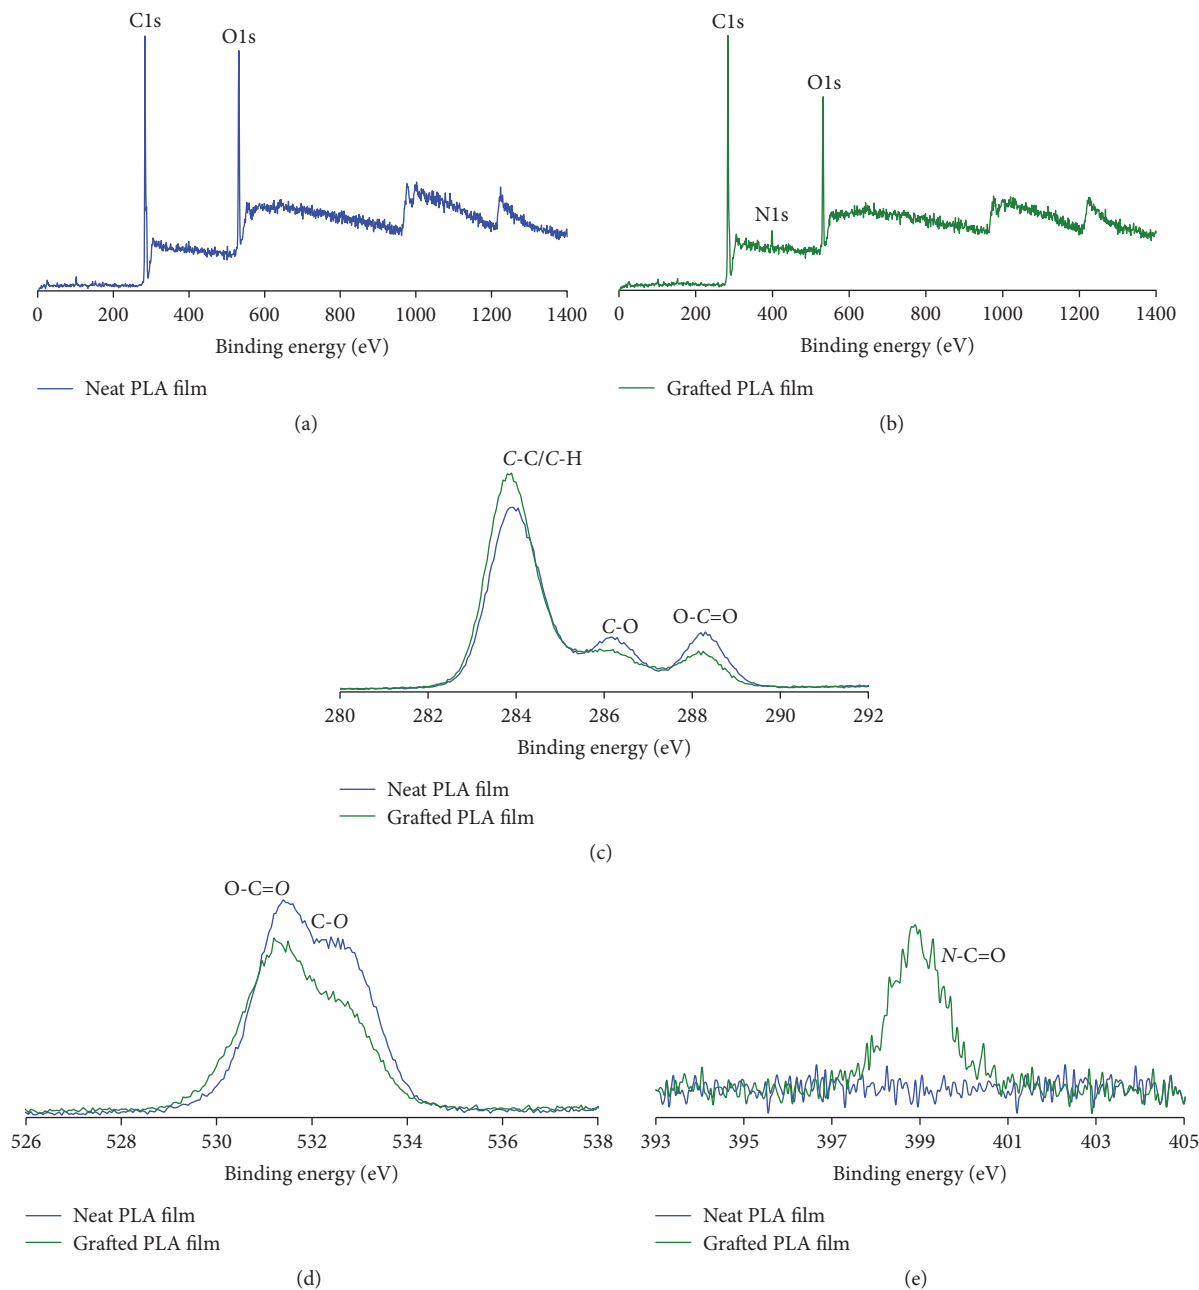 C1s
O1s
0 200 400 600 800 1000 1200 1400
Binding energy (eV)
Neat PLA film
(a)
C1s
O1s
N1s
0 200 400 600 800 1000 1200 1400
Binding energy (eV)
Grafted PLA film
(b)
C-C/C-H
C-O
O-C=O
280 282 284 286 288 290 292
Binding energy (eV)
Neat PLA film
Grafted PLA film
(c)
O-C=O
C-O
526 528 530 532 534 536 538
Binding energy (eV)
Neat PLA film
Grafted PLA film
(d)
N-C=O
393 395 397 399 401 403 405
Binding energy (eV)
Neat PLA film
Grafted PLA film
(e)